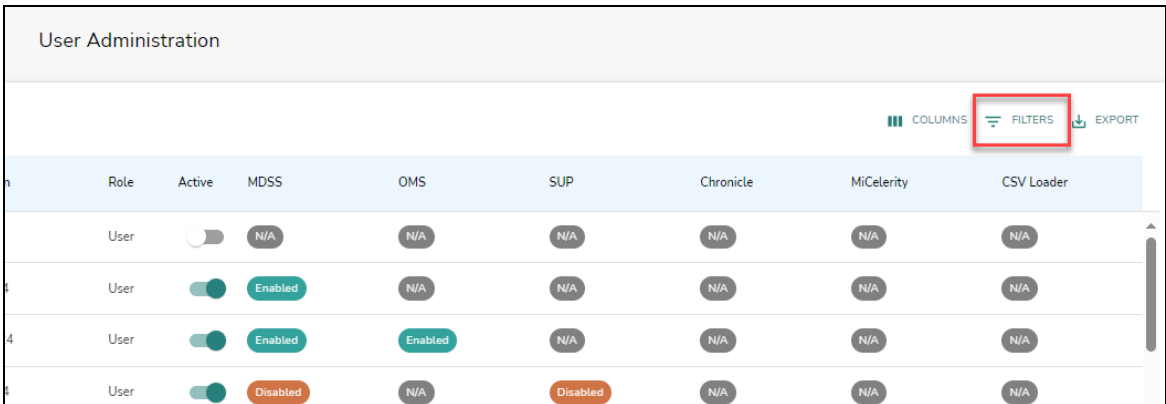 User Administration
COLUMNS FILTERS EXPORT
n Role Active MDSS OMS SUP Chronicle MiCelerity CSV Loader
User N/A N/A N/A N/A N/A N/A
4 User Enabled N/A N/A N/A N/A N/A
4 User Enabled Enabled N/A N/A N/A N/A
4 User Disabled N/A Disabled N/A N/A N/A